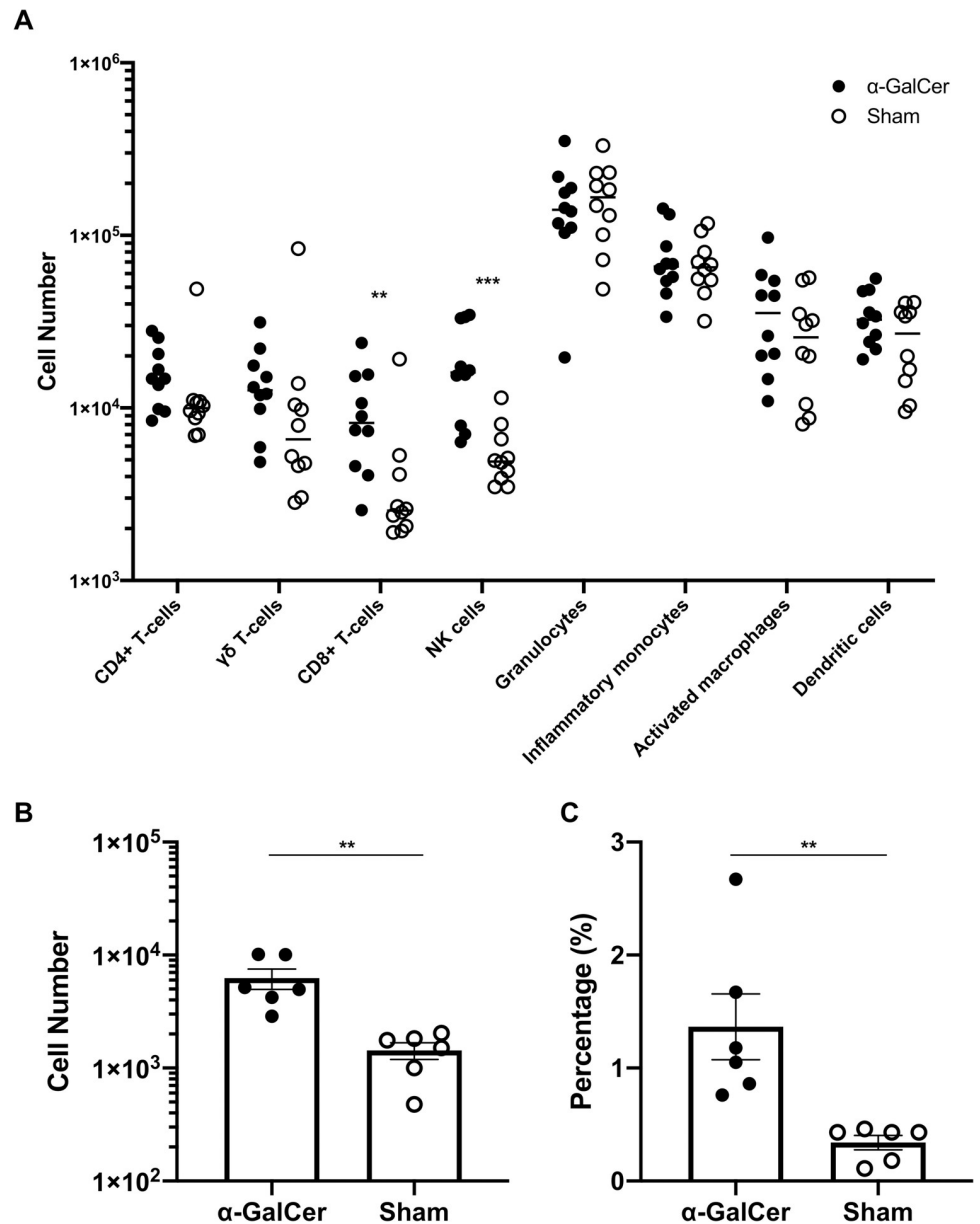 A
1×10⁶
1×10⁵
1×10⁴
1×10³
Cell Number
α-GalCer
Sham
**
***
CD4+ T-cells
γδ T-cells
CD8+ T-cells
NK cells
Granulocytes
Inflammatory monocytes
Activated macrophages
Dendritic cells
B
1×10⁵
1×10⁴
1×10³
1×10²
Cell Number
**
α-GalCer
Sham
C
3
2
1
0
Percentage (%)
**
α-GalCer
Sham